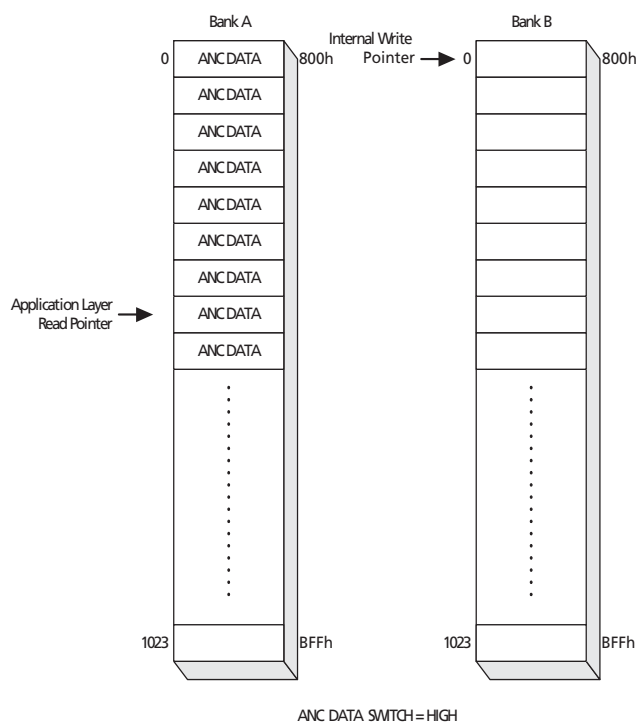 Bank A
0
ANC DATA
800h
ANC DATA
ANC DATA
ANC DATA
ANC DATA
ANC DATA
ANC DATA
Application Layer
Read Pointer
ANC DATA
ANC DATA
1023
BFFh
Bank B
Internal Write
Pointer
0
800h
1023
BFFh
ANC DATA SWITCH = HIGH